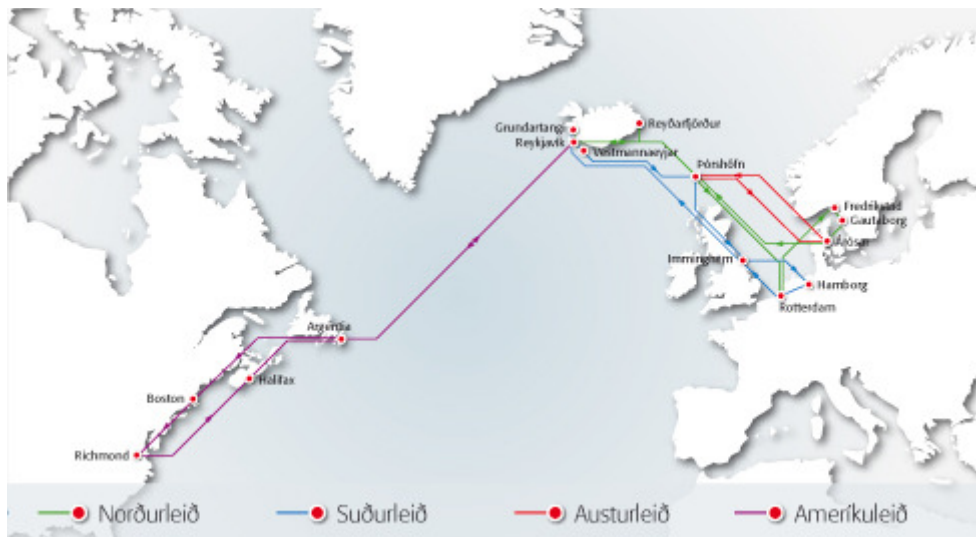 Grundartangi
Reyðarfjörður
Reykjavík
Vestmannaeyjar
Þórshöfn
Fredrikstad
Gautaborg
Árósar
Immingham
Hamborg
Rotterdam
Argentia
Halifax
Boston
Richmond
Norðurleið
Suðurleið
Austurleið
Ameríkuleið